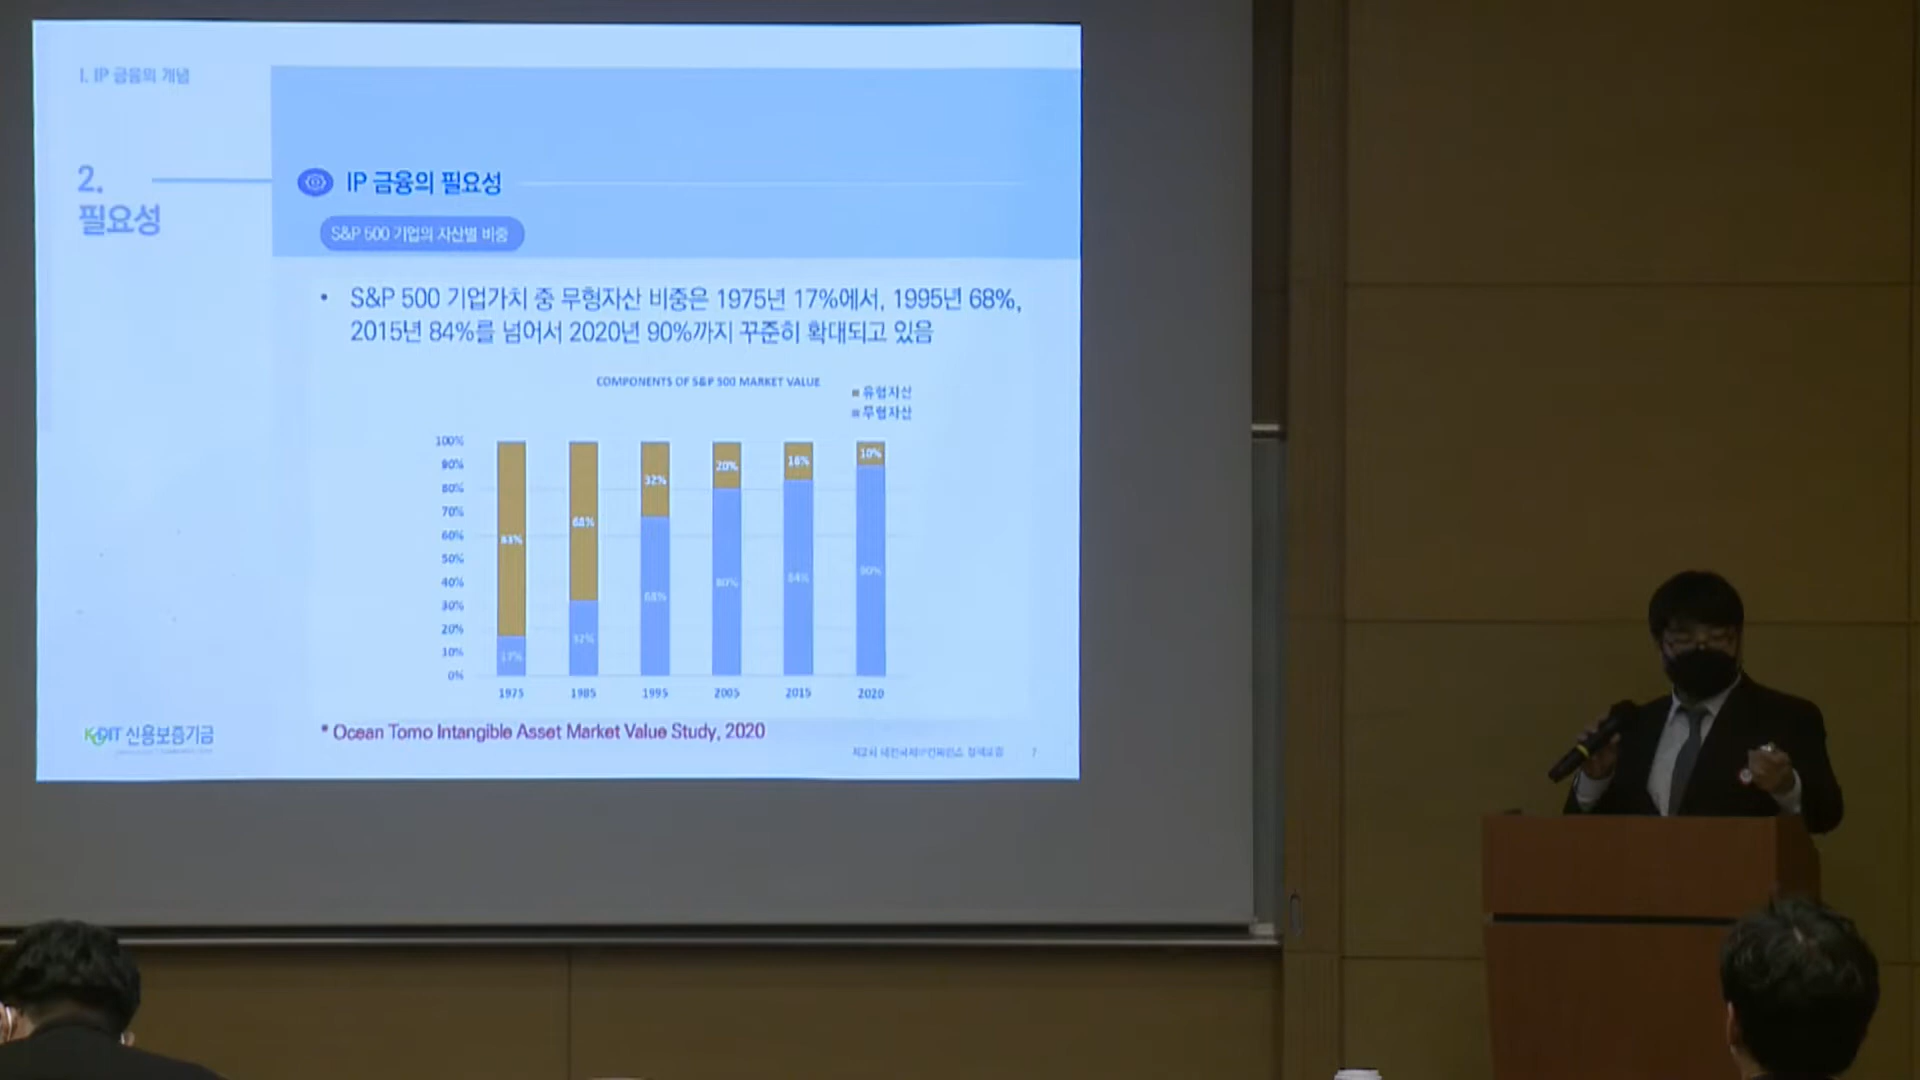 I. IP 금융의 개념
2.
필요성
IP 금융의 필요성
S&P 500 기업의 자산별 비중
• S&P 500 기업가치 중 무형자산 비중은 1975년 17%에서, 1995년 68%,
2015년 84%를 넘어서 2020년 90%까지 꾸준히 확대되고 있음
COMPONENTS OF S&P 500 MARKET VALUE
유형자산
무형자산
100%
90%
80%
70%
60%
50%
40%
30%
20%
10%
0%
83% 68% 32% 20% 16% 10%
17% 32% 68% 80% 84% 90%
1975 1985 1995 2005 2015 2020
* Ocean Tomo Intangible Asset Market Value Study, 2020
KODIT 신용보증기금
7